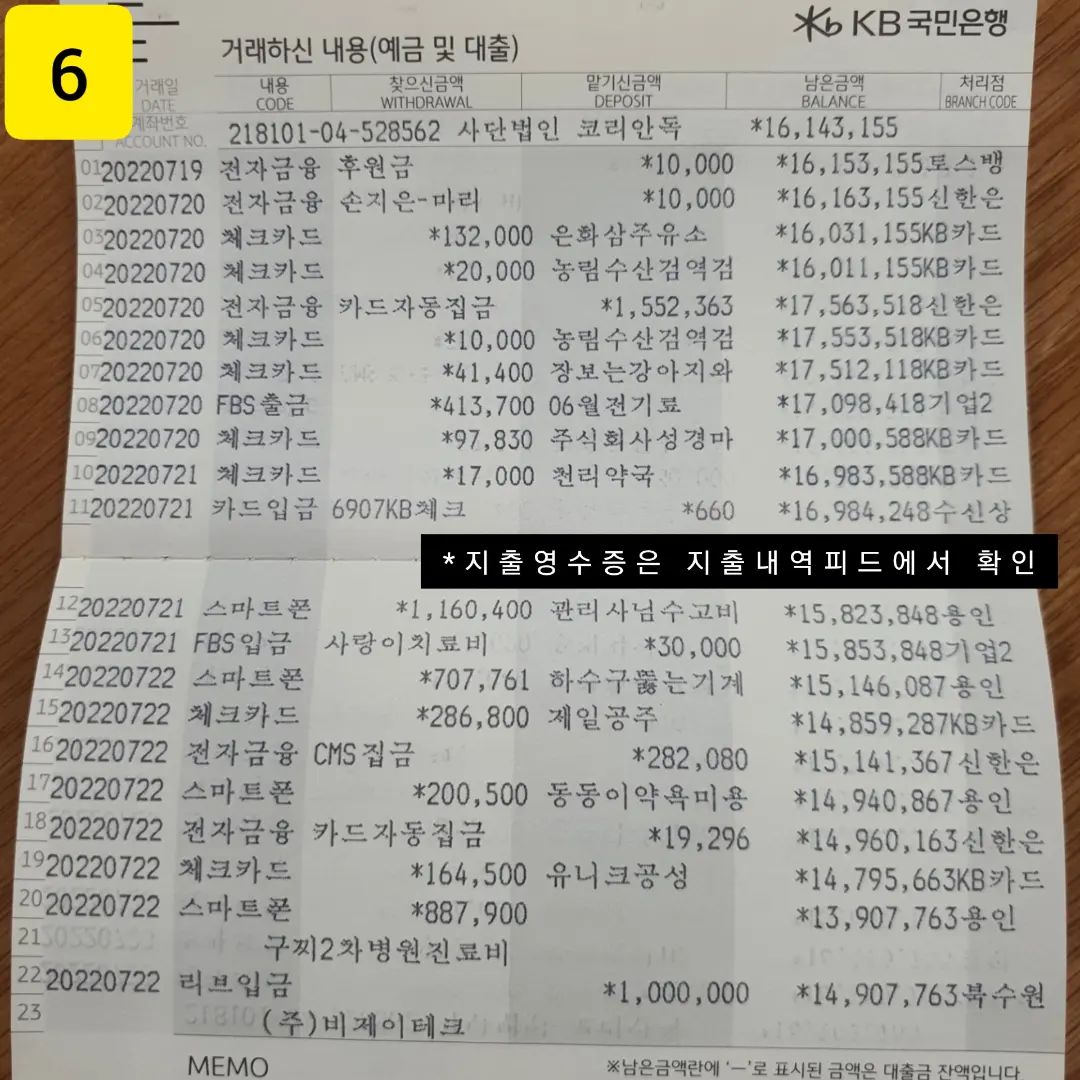 6
KB국민은행
거래하신 내용(예금 및 대출)
거래일 내용 찾으신금액 맡기신금액 남은금액 처리점
DATE CODE WITHDRAWAL DEPOSIT BALANCE BRANCH CODE
계좌번호
ACCOUNT NO. 218101-04-528562 사단법인 코리안독 *16,143,155
01 20220719 전자금융 후원금 *10,000 *16,153,155토스뱅
02 20220720 전자금융 손지은-마리 *10,000 *16,163,155신한은
03 20220720 체크카드 *132,000 은화삼주유소 *16,031,155KB카드
04 20220720 체크카드 *20,000 농림수산검역검 *16,011,155KB카드
05 20220720 전자금융 카드자동집금 *1,552,363 *17,563,518신한은
06 20220720 체크카드 *10,000 농림수산검역검 *17,553,518KB카드
07 20220720 체크카드 *41,400 장보는강아지와 *17,512,118KB카드
08 20220720 FBS출금 *413,700 06월전기료 *17,098,418기업2
09 20220720 체크카드 *97,830 주식회사성경마 *17,000,588KB카드
10 20220721 체크카드 *17,000 천리약국 *16,983,588KB카드
11 20220721 카드입금 6907KB체크 *660 *16,984,248수신상
*지출영수증은 지출내역피드에서 확인
12 20220721 스마트폰 *1,160,400 관리사님수고비 *15,823,848용인
13 20220721 FBS입금 사랑이치료비 *30,000 *15,853,848기업2
14 20220722 스마트폰 *707,761 하수구뚫는기계 *15,146,087용인
15 20220722 체크카드 *286,800 제일공주 *14,859,287KB카드
16 20220722 전자금융 CMS집금 *282,080 *15,141,367신한은
17 20220722 스마트폰 *200,500 동동이약욕미용 *14,940,867용인
18 20220722 전자금융 카드자동집금 *19,296 *14,960,163신한은
19 20220722 체크카드 *164,500 유니크공성 *14,795,663KB카드
20 20220722 스마트폰 *887,900 *13,907,763용인
21 구찌2차병원진료비
22 20220722 리브입금 *1,000,000 *14,907,763북수원
23 (주)비제이테크
MEMO ※남은금액란에 '—'로 표시된 금액은 대출금 잔액입니다